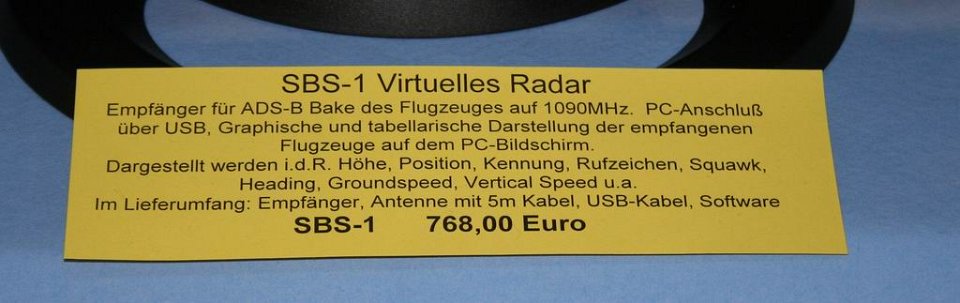 SBS-1 Virtuelles Radar
Empfänger für ADS-B Bake des Flugzeuges auf 1090MHz. PC-Anschluß
über USB, Graphische und tabellarische Darstellung der empfangenen
Flugzeuge auf dem PC-Bildschirm.
Dargestellt werden i.d.R. Höhe, Position, Kennung, Rufzeichen, Squawk,
Heading, Groundspeed, Vertical Speed u.a.
Im Lieferumfang: Empfänger, Antenne mit 5m Kabel, USB-Kabel, Software
SBS-1 768,00 Euro